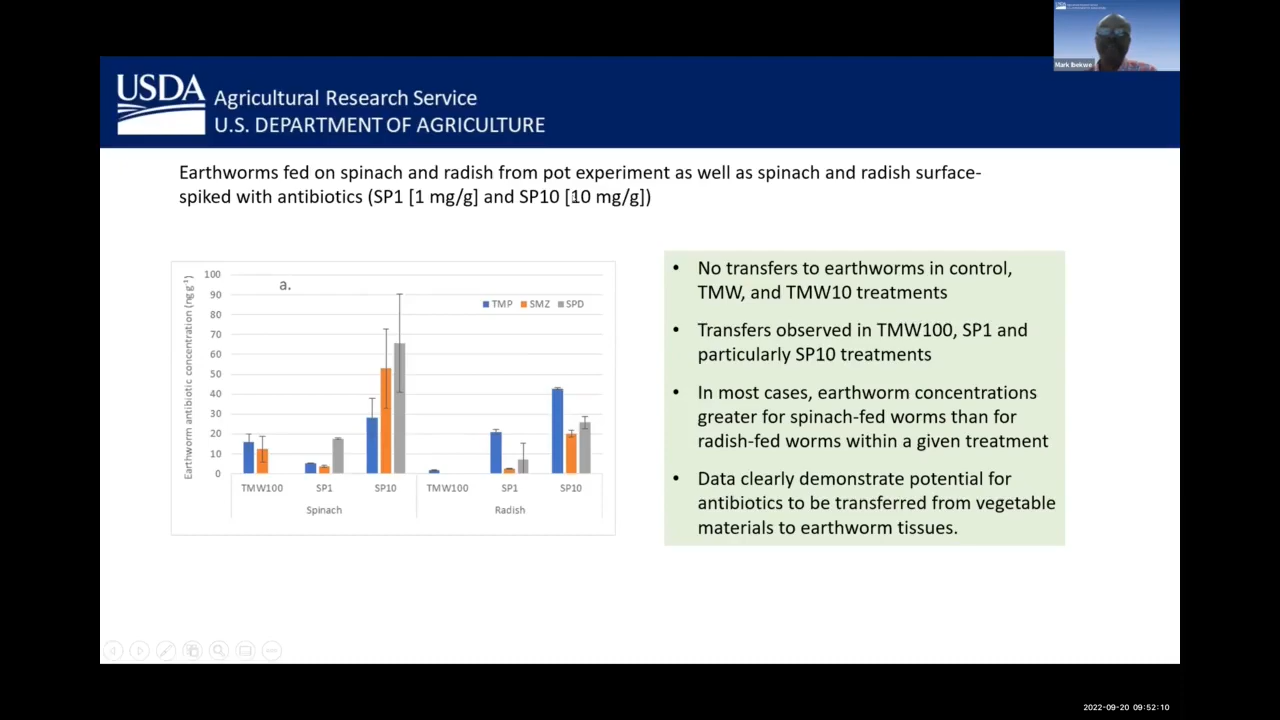 Mark Ibekwe
USDA
Agricultural Research Service
U.S. DEPARTMENT OF AGRICULTURE
Earthworms fed on spinach and radish from pot experiment as well as spinach and radish surface-
spiked with antibiotics (SP1 [1 mg/g] and SP10 [10 mg/g])
Earthworm antibiotic concentration (ng g⁻¹)
100
90
80
70
60
50
40
30
20
10
0
a.
TMP SMZ SPD
TMW100 SP1 SP10 TMW100 SP1 SP10
Spinach Radish
• No transfers to earthworms in control,
TMW, and TMW10 treatments
• Transfers observed in TMW100, SP1 and
particularly SP10 treatments
• In most cases, earthworm concentrations
greater for spinach-fed worms than for
radish-fed worms within a given treatment
• Data clearly demonstrate potential for
antibiotics to be transferred from vegetable
materials to earthworm tissues.
2022-09-20 09:52:10